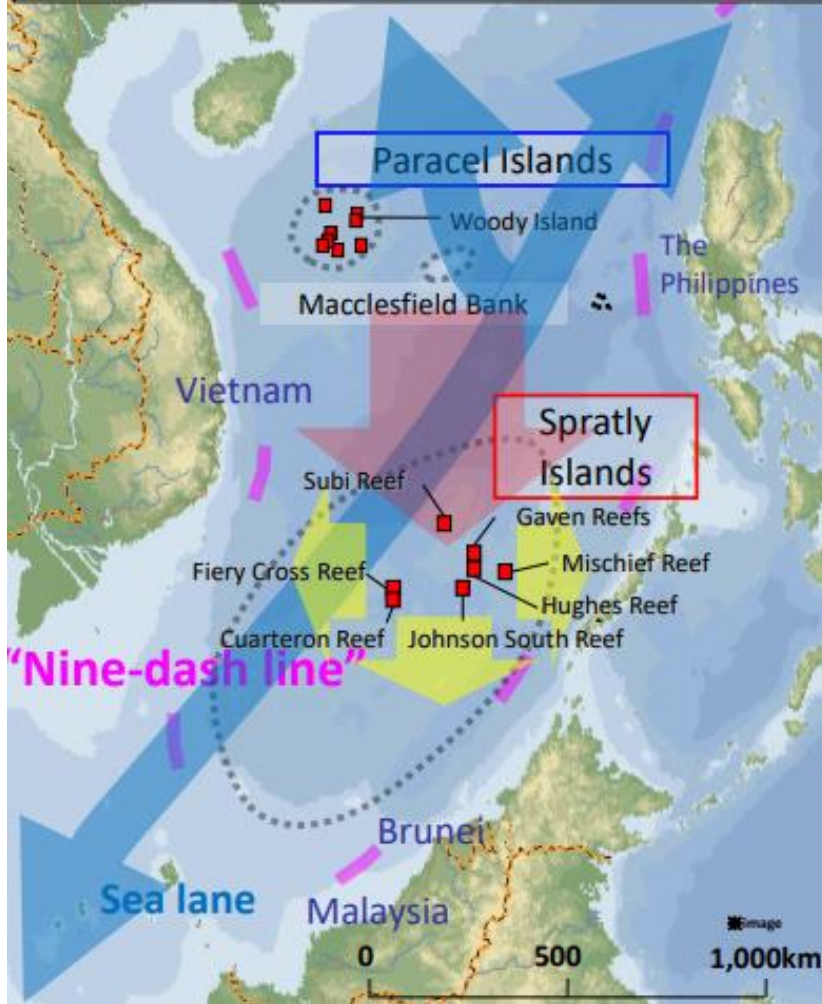 Paracel Islands
Woody Island
The
Philippines
Macclesfield Bank
Vietnam
Spratly
Islands
Subi Reef
Gaven Reefs
Fiery Cross Reef
Mischief Reef
Hughes Reef
Cuarteron Reef
Johnson South Reef
"Nine-dash line"
Brunei
Sea lane
Malaysia
image
0
500
1,000km